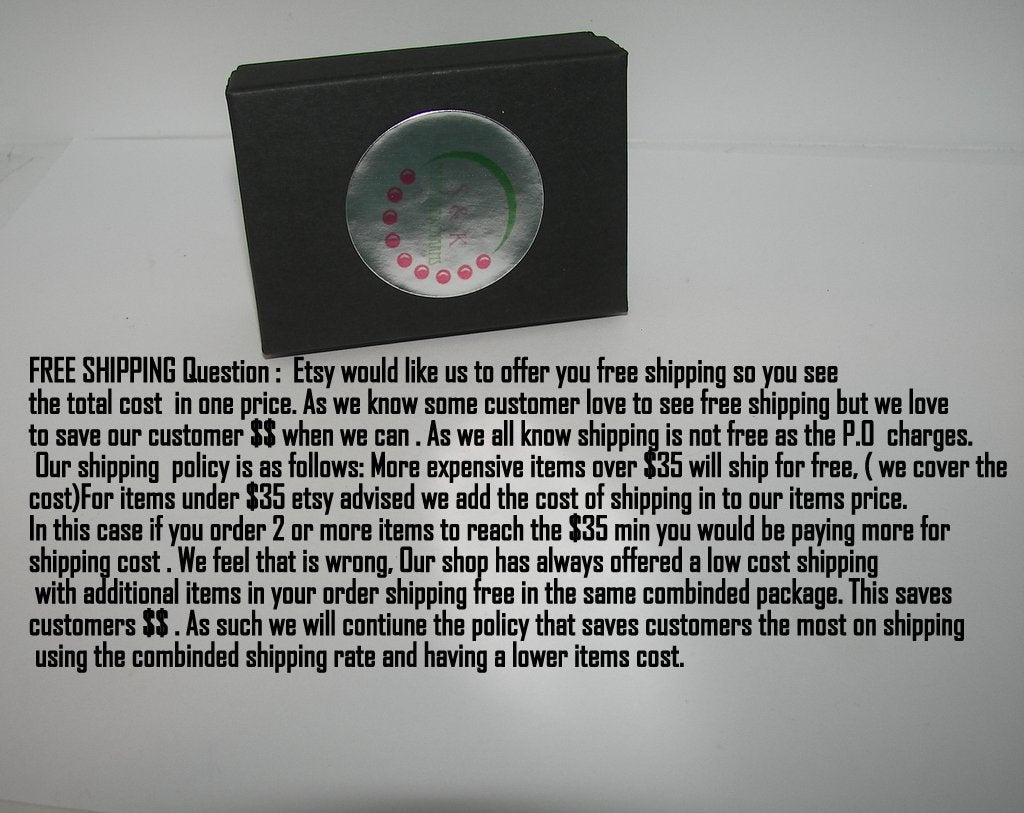 S K K
FREE SHIPPING Question : Etsy would like us to offer you free shipping so you see
the total cost in one price. As we know some customer love to see free shipping but we love
to save our customer $$ when we can . As we all know shipping is not free as the P.O charges.
Our shipping policy is as follows: More expensive items over $35 will ship for free, ( we cover the
cost)For items under $35 etsy advised we add the cost of shipping in to our items price.
In this case if you order 2 or more items to reach the $35 min you would be paying more for
shipping cost . We feel that is wrong, Our shop has always offered a low cost shipping
with additional items in your order shipping free in the same combinded package. This saves
customers $$ . As such we will contiune the policy that saves customers the most on shipping
using the combinded shipping rate and having a lower items cost.